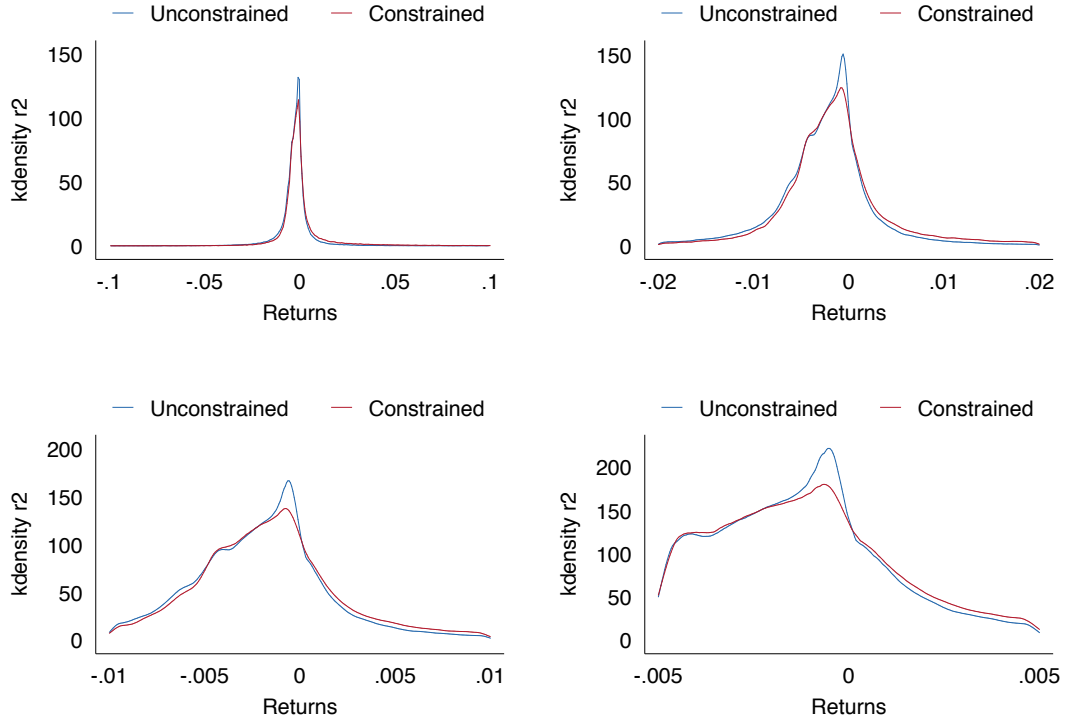 Unconstrained Constrained
150
100
50
0
kdensity r2
-.1 -.05 0 .05 .1
Returns
Unconstrained Constrained
150
100
50
0
kdensity r2
-.02 -.01 0 .01 .02
Returns
Unconstrained Constrained
200
150
100
50
0
kdensity r2
-.01 -.005 0 .005 .01
Returns
Unconstrained Constrained
200
150
100
50
0
kdensity r2
-.005 0 .005
Returns